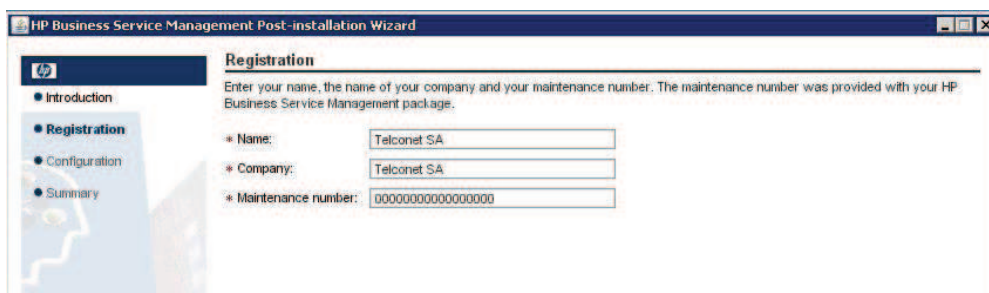 HP Business Service Management Post-installation Wizard
hp
Introduction
Registration
Configuration
Summary
Registration
Enter your name, the name of your company and your maintenance number. The maintenance number was provided with your HP
Business Service Management package.
* Name: Telconet SA
* Company: Telconet SA
* Maintenance number: 00000000000000000